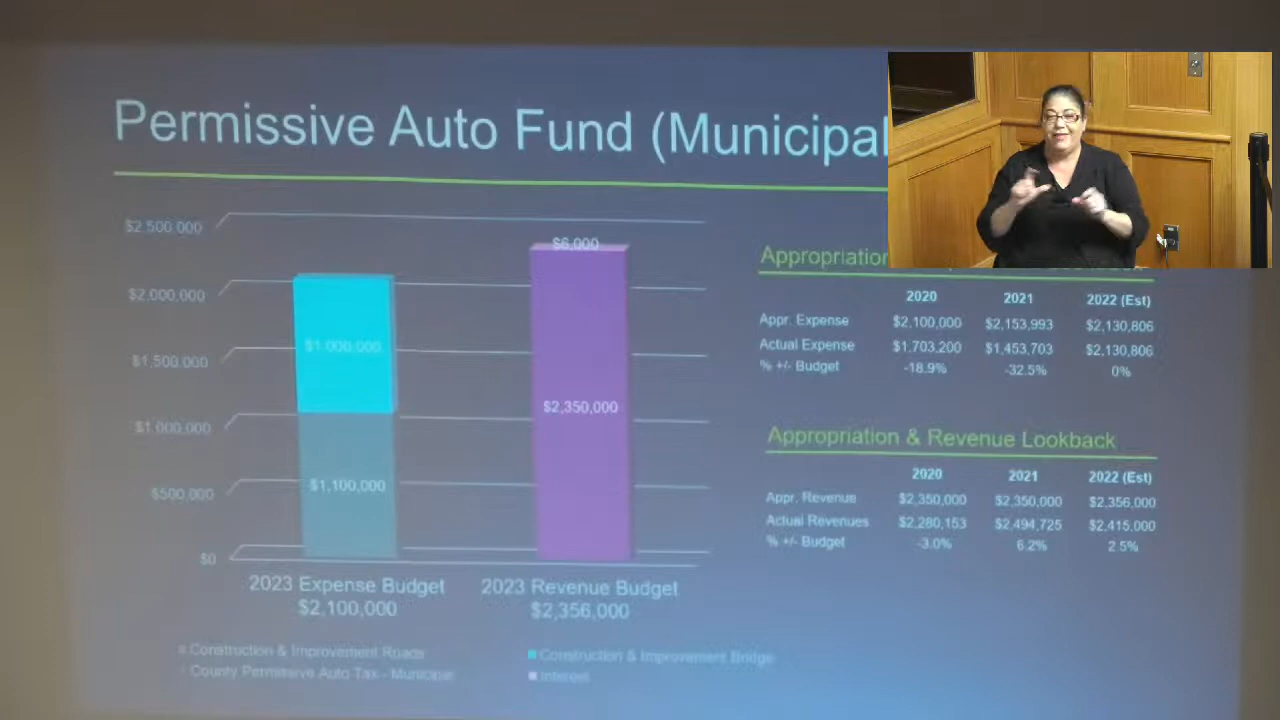 Permissive Auto Fund (Municipal
$2,500,000
$2,000,000
$1,500,000
$1,000,000
$500,000
$0
$1,000,000
$1,100,000
$6,000
$2,350,000
2023 Expense Budget
$2,100,000
2023 Revenue Budget
$2,356,000
Construction & Improvement Roads
Construction & Improvement Bridge
County Permissive Auto Tax - Municipal
Interest
Appropriation
2020 2021 2022 (Est)
Appr. Expense $2,100,000 $2,153,993 $2,130,806
Actual Expense $1,703,200 $1,453,703 $2,130,806
% +/- Budget -18.9% -32.5% 0%
Appropriation & Revenue Lookback
2020 2021 2022 (Est)
Appr. Revenue $2,350,000 $2,350,000 $2,356,000
Actual Revenues $2,280,153 $2,494,725 $2,415,000
% +/- Budget -3.0% 6.2% 2.5%